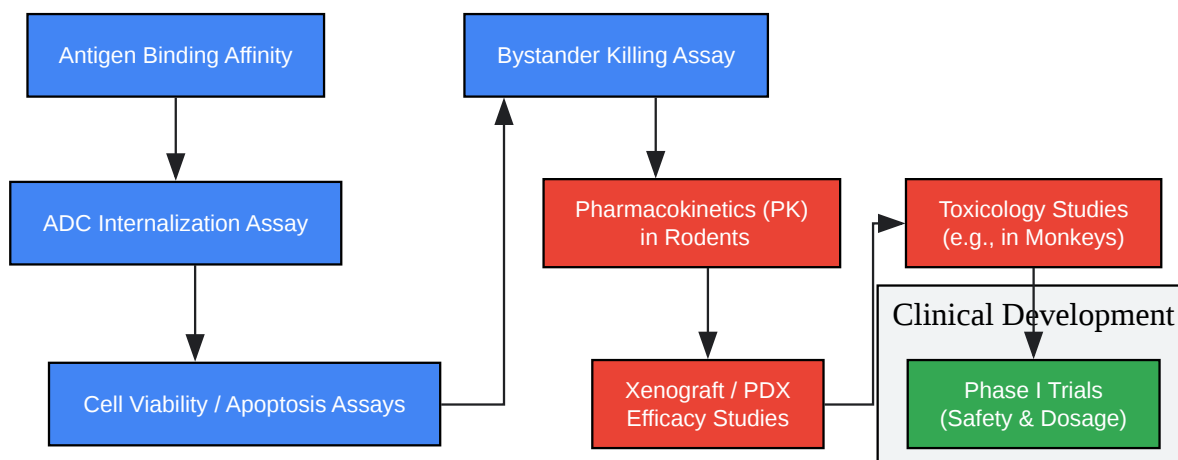 Antigen Binding Affinity
ADC Internalization Assay
Cell Viability / Apoptosis Assays
Bystander Killing Assay
Pharmacokinetics (PK)
in Rodents
Xenograft / PDX
Efficacy Studies
Toxicology Studies
(e.g., in Monkeys)
Clinical Development
Phase I Trials
(Safety & Dosage)